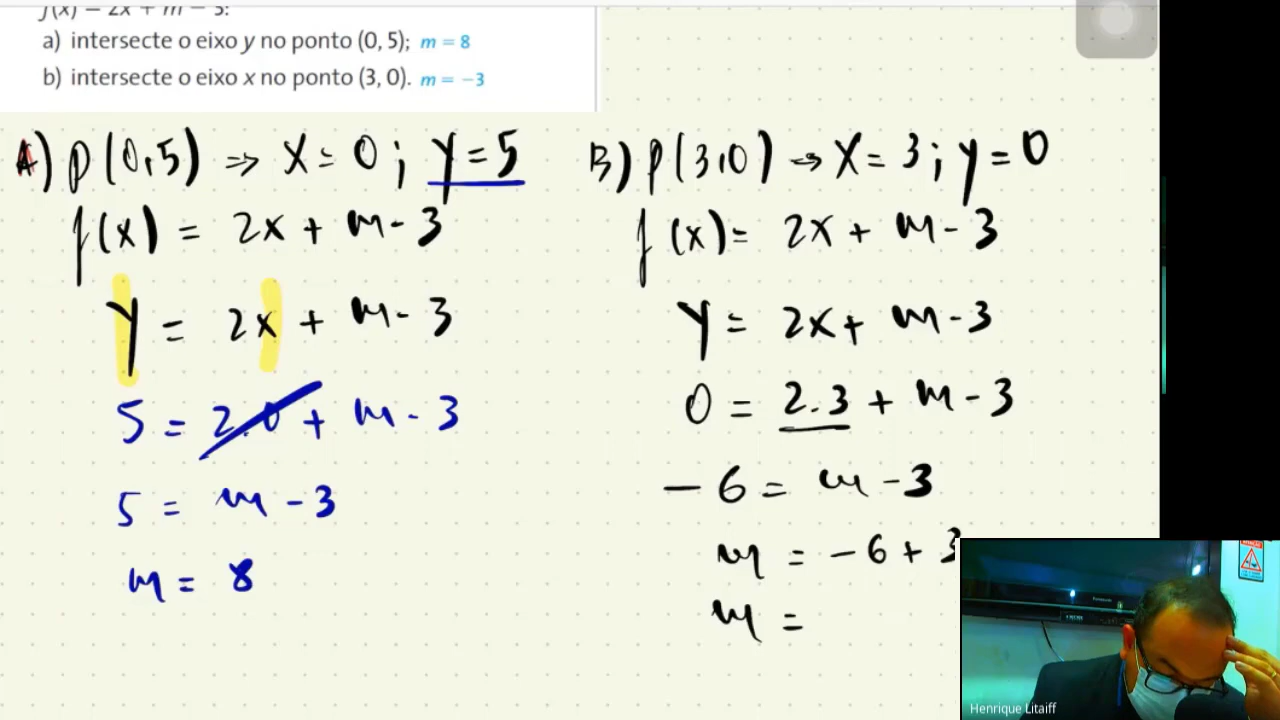 f(x) = 2x + m − 3:
a) intersecte o eixo y no ponto (0, 5); m = 8
b) intersecte o eixo x no ponto (3, 0). m = −3
A) P(0,5) ⇒ x = 0 ; y = 5
f(x) = 2x + m - 3
y = 2x + m - 3
5 = 2.0 + m - 3
5 = m - 3
m = 8
B) P(3,0) → x = 3 ; y = 0
f(x) = 2x + m - 3
y = 2x + m - 3
0 = 2.3 + m - 3
- 6 = m - 3
m = - 6 + 3
m =
Henrique Litaiff